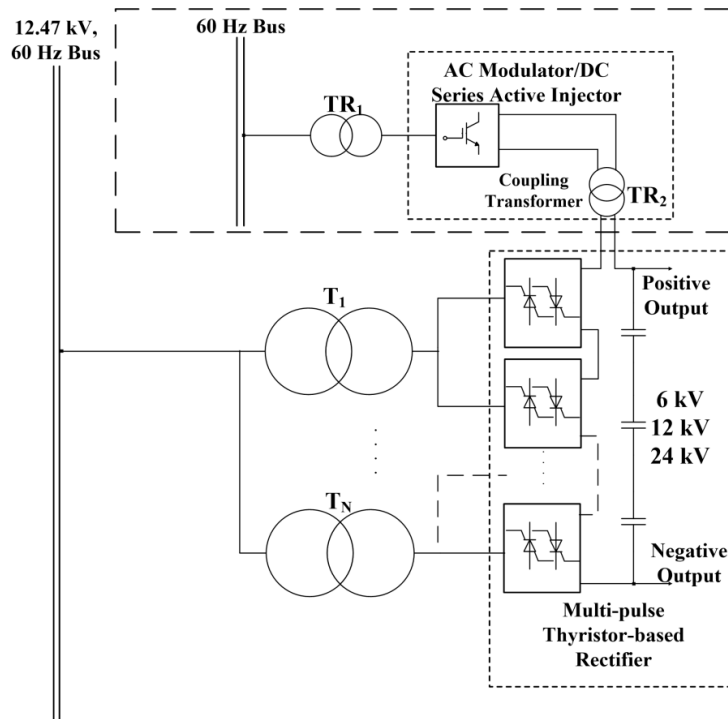 12.47 kV,
60 Hz Bus
60 Hz Bus
TR₁
AC Modulator/DC
Series Active Injector
Coupling
Transformer
TR₂
T₁
Positive
Output
6 kV
12 kV
24 kV
T_N
Negative
Output
Multi-pulse
Thyristor-based
Rectifier